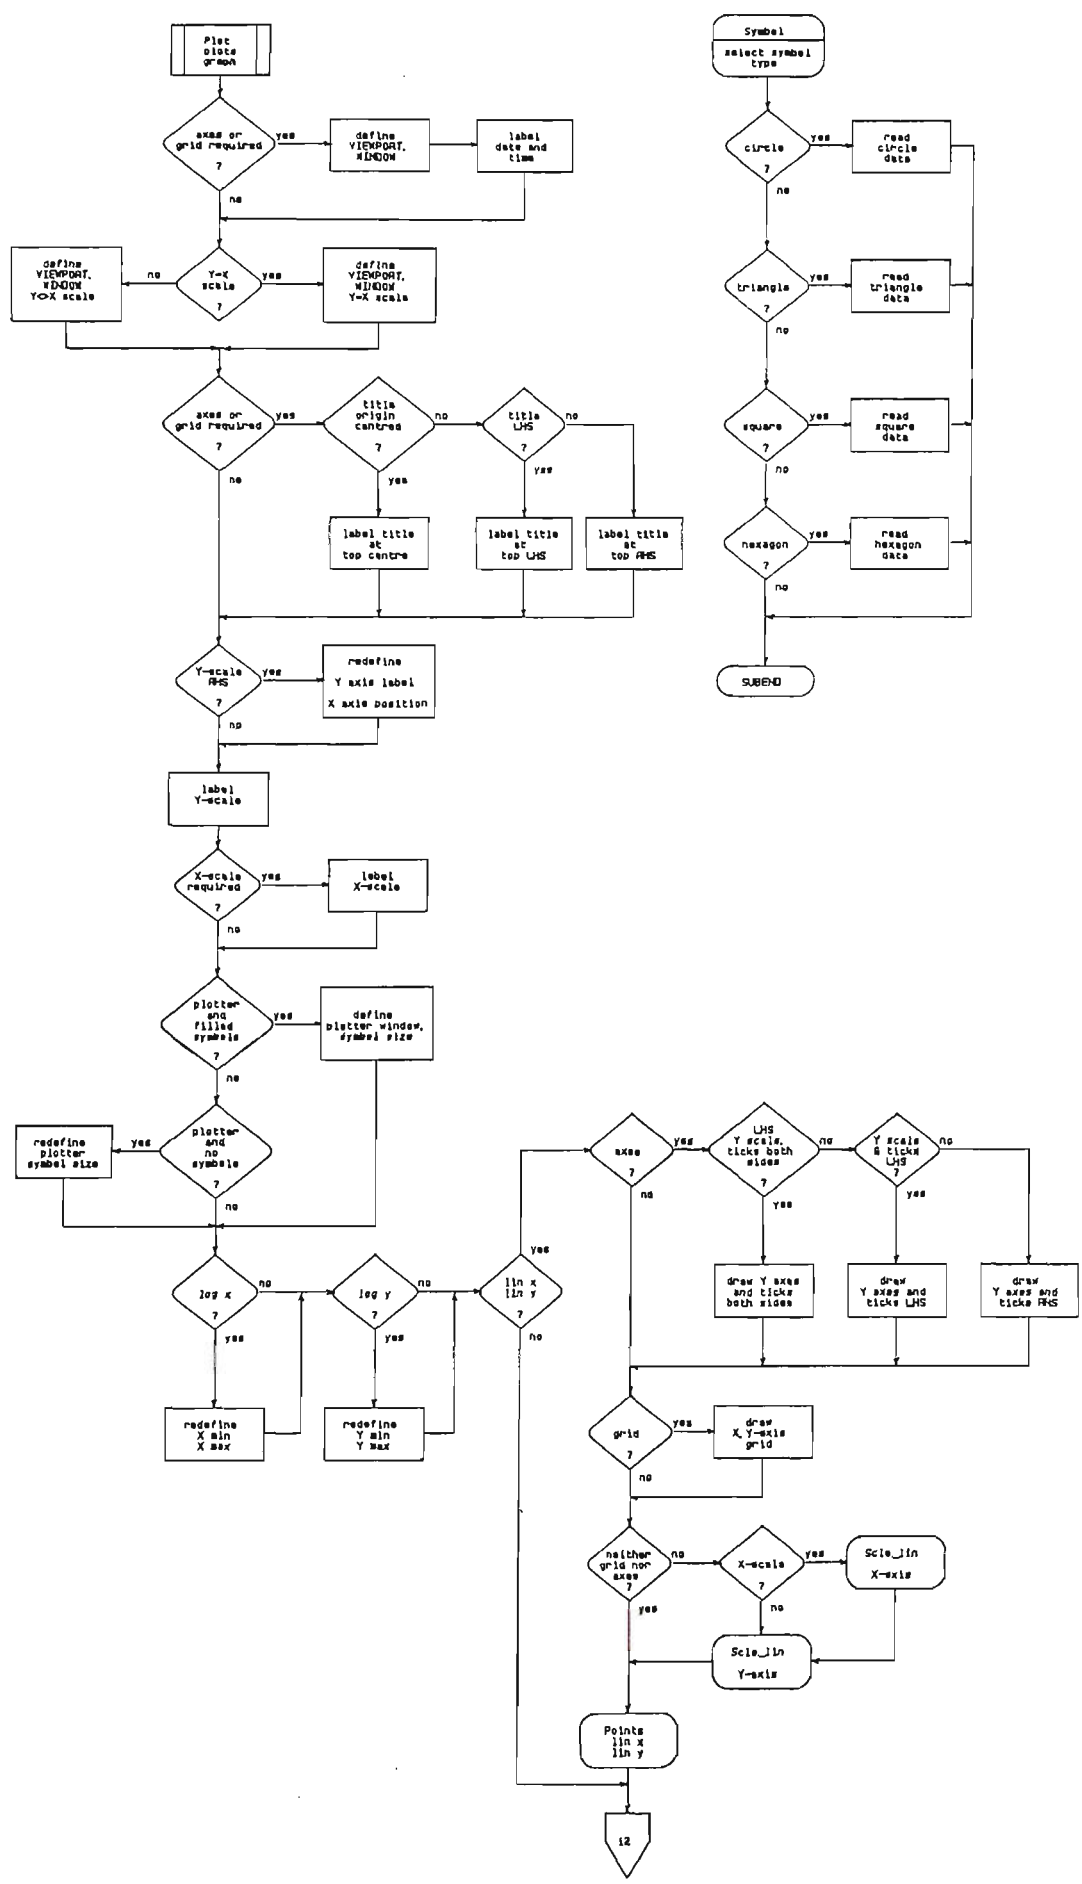 Plot
plots
graph
axes or
grid required
?
yes
no
define
VIEWPORT,
WINDOW
label
date and
time
Y=X
scale
?
no
yes
define
VIEWPORT,
WINDOW
Y<>X scale
define
VIEWPORT,
WINDOW
Y=X scale
axes or
grid required
?
yes
no
title
origin
centred
?
no
yes
title
LHS
?
no
yes
label title
at
top centre
label title
at
top LHS
label title
at
top RHS
Y-scale
RHS
?
yes
no
redefine
Y axis label
X axis position
label
Y-scale
X-scale
required
?
yes
no
label
X-scale
plotter
and
filled
symbols
?
yes
no
define
plotter window,
symbol size
plotter
and
no
symbols
?
yes
no
redefine
plotter
symbol size
log x
?
no
yes
redefine
X min
X max
log y
?
no
yes
redefine
Y min
Y max
lin x
lin y
?
yes
no
axes
?
yes
no
LHS
Y scale,
ticks both
sides
?
no
yes
Y scale
& ticks
LHS
?
no
yes
draw Y axes
and ticks
both sides
draw
Y axes and
ticks LHS
draw
Y axes and
ticks RHS
grid
?
yes
no
draw
X,Y-axis
grid
neither
grid nor
axes
?
no
yes
X-scale
?
yes
no
Scle_lin
X-axis
Scle_lin
Y-axis
Points
lin x
lin y
i2
Symbol
select symbol
type
circle
?
yes
no
read
circle
data
triangle
?
yes
no
read
triangle
data
square
?
yes
no
read
square
data
hexagon
?
yes
no
read
hexagon
data
SUBEND